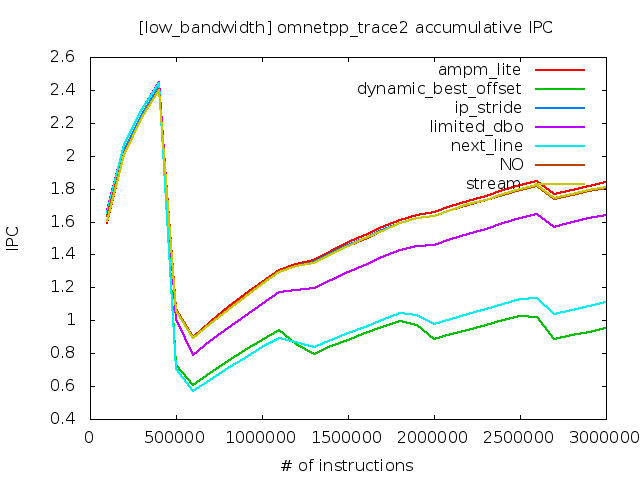 [low_bandwidth] omnetpp_trace2 accumulative IPC
2.6
2.4
2.2
2
1.8
1.6
1.4
1.2
1
0.8
0.6
0.4
IPC
ampm_lite
dynamic_best_offset
ip_stride
limited_dbo
next_line
NO
stream
0 500000 1000000 1500000 2000000 2500000 3000000
# of instructions